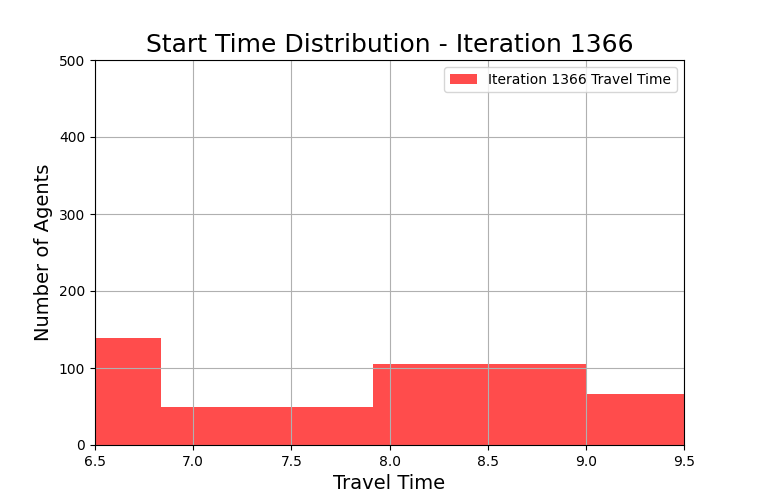 Start Time Distribution - Iteration 1366
500
Iteration 1366 Travel Time
400
300
200
100
0
Number of Agents
6.5 7.0 7.5 8.0 8.5 9.0 9.5
Travel Time